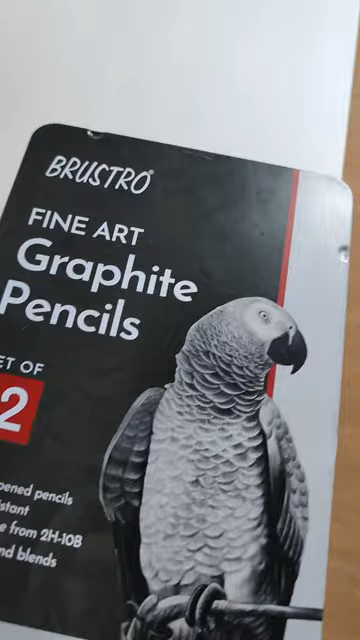 BRUSTRO
FINE ART
Graphite
Pencils
ET OF
2
pened pencils
istant
e from 2H-10B
nd blends